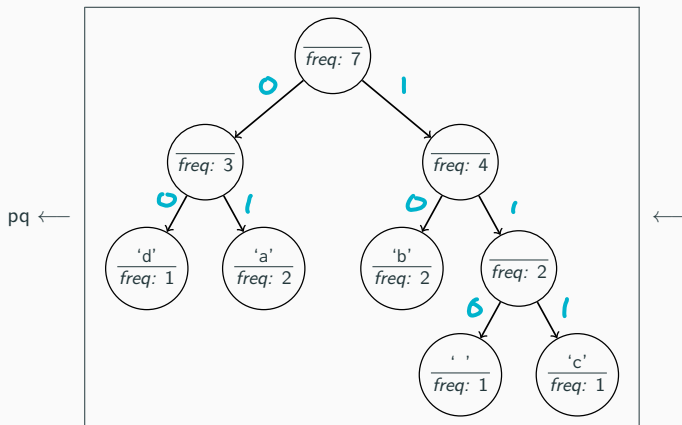 freq: 7
0 1
freq: 3 freq: 4
0 1 0 1
pq ←
‘d’ ‘a’ ‘b’
freq: 1 freq: 2 freq: 2 freq: 2
0 1
‘ ’ ‘c’
freq: 1 freq: 1